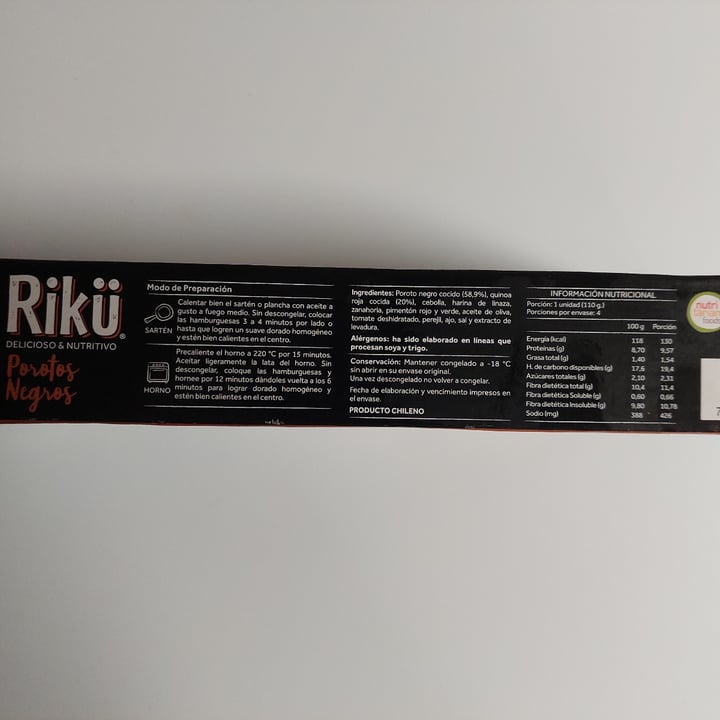 Rikü
DELICIOSO & NUTRITIVO
Porotos
Negros
Modo de Preparación
SARTÉN
Calentar bien el sartén o plancha con aceite a
gusto a fuego medio. Sin descongelar, colocar
las hamburguesas 3 a 4 minutos por lado o
hasta que logren un suave dorado homogéneo
y estén bien calientes en el centro.
HORNO
Precaliente el horno a 220 °C por 15 minutos.
Aceitar ligeramente la lata del horno. Sin
descongelar, coloque las hamburguesas y
hornee por 12 minutos dándoles vuelta a los 6
minutos para lograr dorado homogéneo y
estén bien calientes en el centro.
Ingredientes: Poroto negro cocido (58,9%), quinoa
roja cocida (20%), cebolla, harina de linaza,
zanahoria, pimentón rojo y verde, aceite de oliva,
tomate deshidratado, perejil, ajo, sal y extracto de
levadura.
Alérgenos: ha sido elaborado en líneas que
procesan soya y trigo.
Conservación: Mantener congelado a -18 °C
sin abrir en su envase original.
Una vez descongelado no volver a congelar.
Fecha de elaboración y vencimiento impresos en
el envase.
PRODUCTO CHILENO
INFORMACIÓN NUTRICIONAL
Porción: 1 unidad (110 g.)
Porciones por envase: 4
100 g Porción
Energía (kcal) 118 130
Proteínas (g) 8,70 9,57
Grasa total (g) 1,40 1,54
H. de carbono disponibles (g) 17,6 19,4
Azúcares totales (g) 2,10 2,31
Fibra dietética total (g) 10,4 11,4
Fibra dietética Soluble (g) 0,60 0,66
Fibra dietética Insoluble (g) 9,80 10,78
Sodio (mg) 388 426
nutri
foods
7